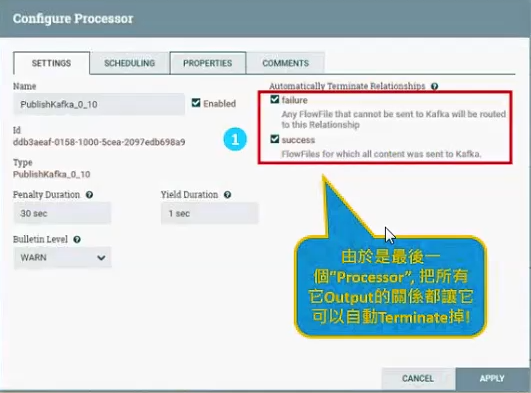 Configure Processor
SETTINGS
SCHEDULING
PROPERTIES
COMMENTS
Name
PublishKafka_0_10
Enabled
Id
ddb3aeaf-0158-1000-5cea-2097edb698a9
Type
PublishKafka_0_10
Penalty Duration
Yield Duration
30 sec
1 sec
Bulletin Level
WARN
Automatically Terminate Relationships
failure
Any FlowFile that cannot be sent to Kafka will be routed
to this Relationship
1
success
FlowFiles for which all content was sent to Kafka.
由於是最後一
個"Processor", 把所有
它Output的關係都讓它
可以自動Terminate掉!
CANCEL
APPLY